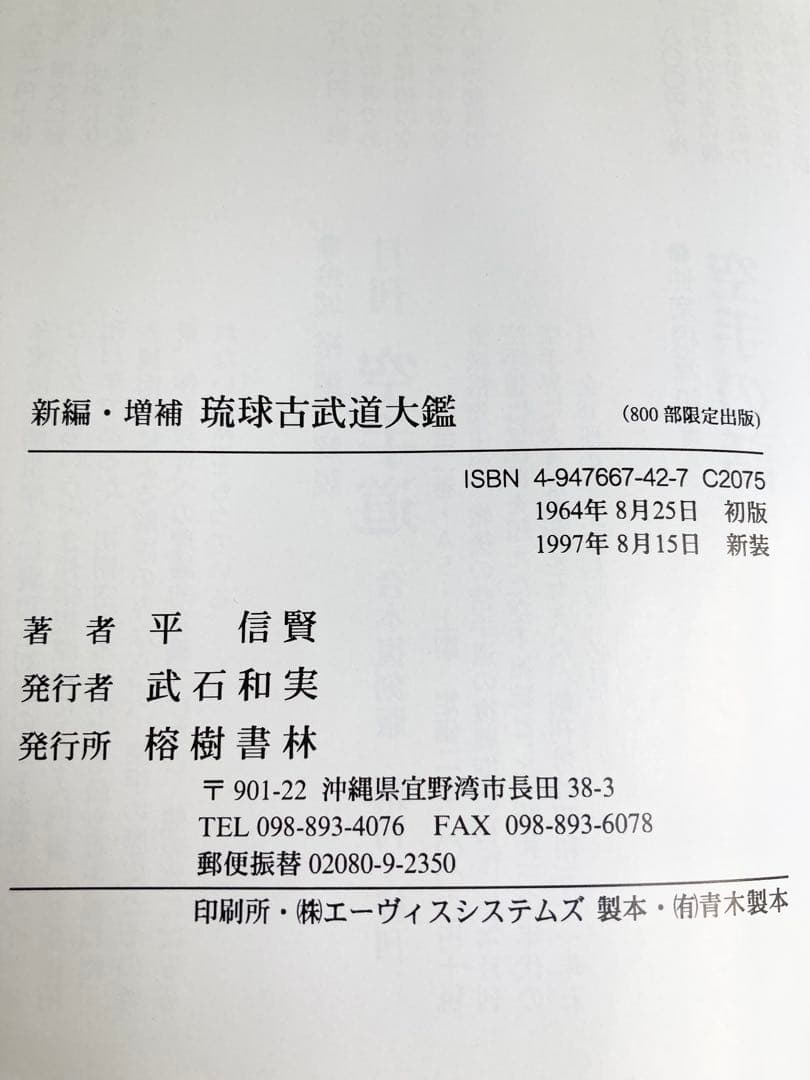 新編・増補 琉球古武道大鑑 (800部限定出版)
ISBN 4-947667-42-7 C2075
1964年 8月25日 初版
1997年 8月15日 新装
著 者 平 信賢
発行者 武石和実
発行所 榕樹書林
〒 901-22 沖縄県宜野湾市長田 38-3
TEL 098-893-4076 FAX 098-893-6078
郵便振替 02080-9-2350
印刷所・㈱エーヴィスシステムズ 製本・㈲青木製本